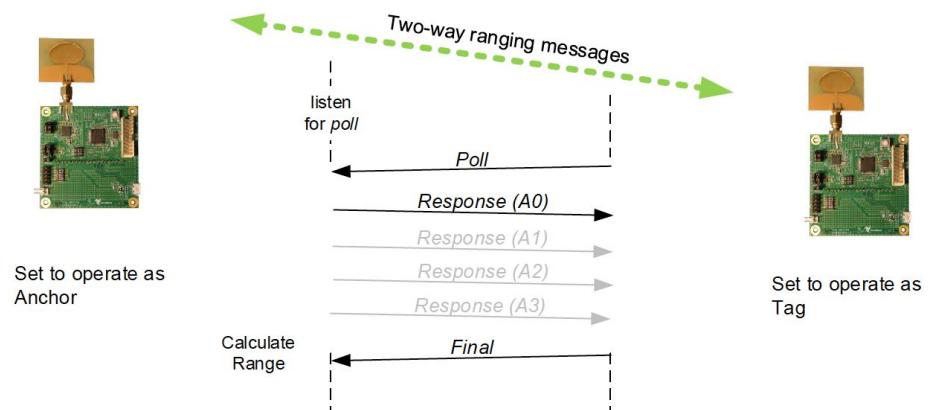 Two-way ranging messages
listen
for poll
Poll
Response (A0)
Response (A1)
Response (A2)
Response (A3)
Set to operate as
Anchor
Set to operate as
Tag
Calculate
Range
Final